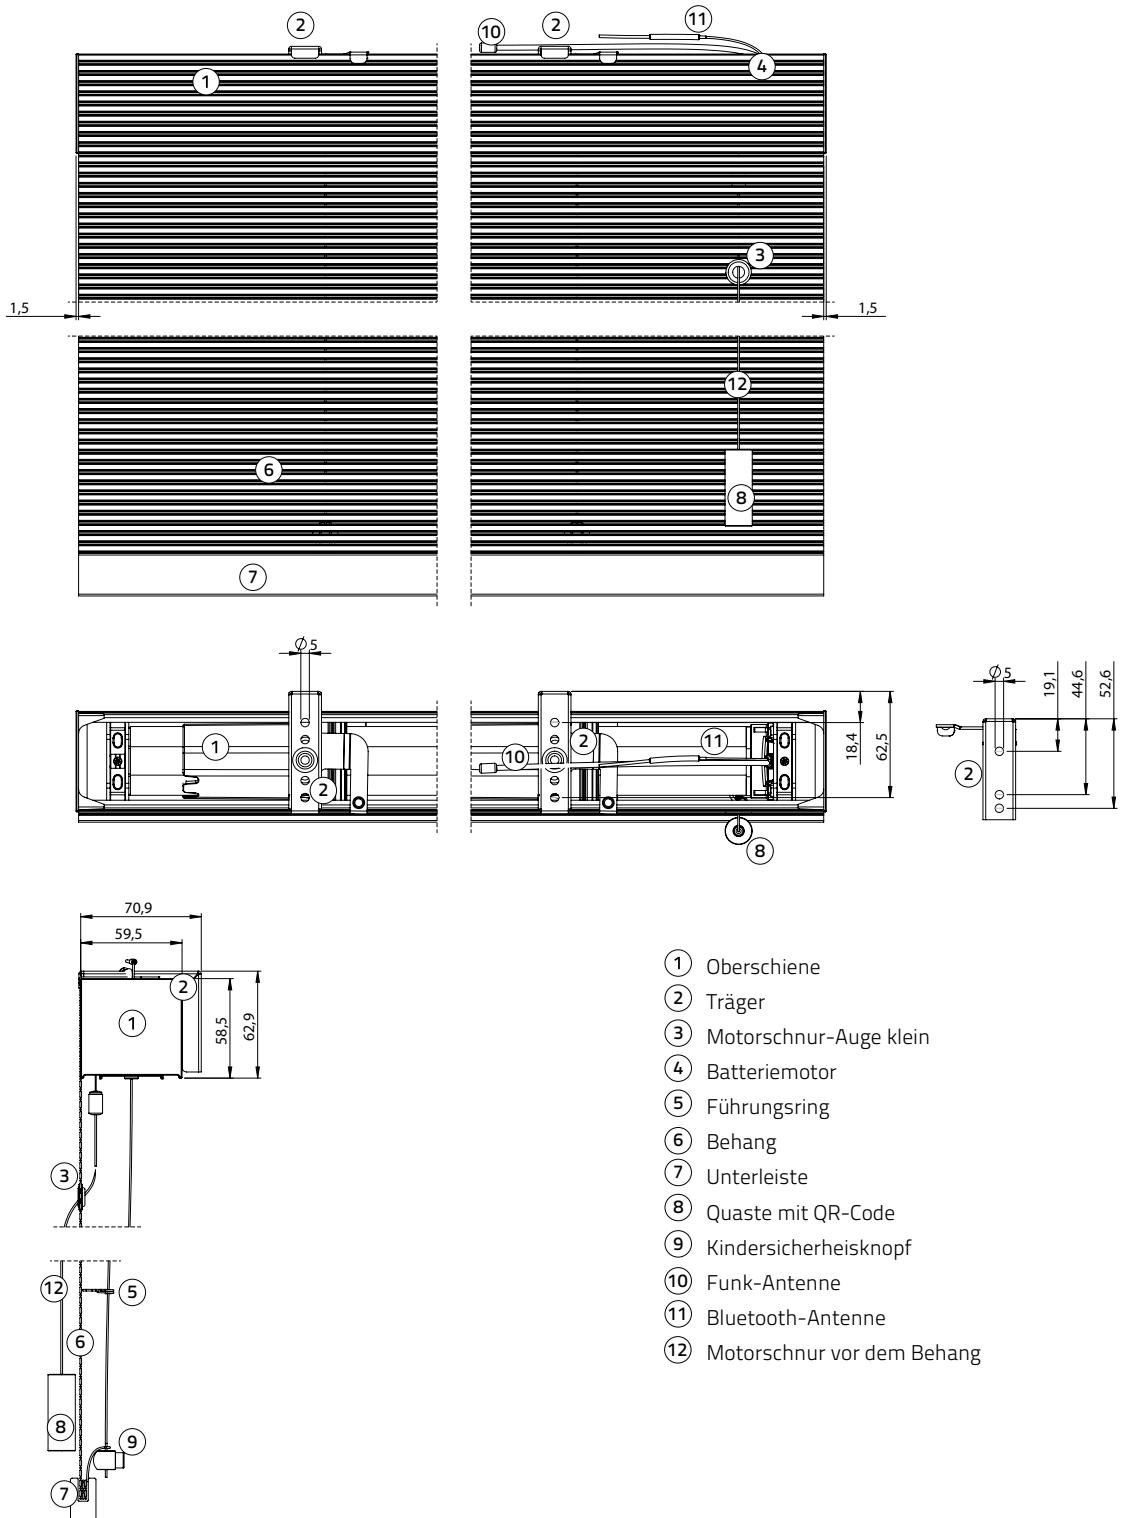 2 10 2 11
1 4
3
1,5 1,5
12
6 8
7
∅ 5
∅ 5 19,1 44,6 52,6
1 10 2 11 18,4 62,5 2
2
8
70,9
59,5
2
1 58,5 62,9
3
12 5
6
8 9
7
1 Oberschiene
2 Träger
3 Motorschnur-Auge klein
4 Batteriemotor
5 Führungsring
6 Behang
7 Unterleiste
8 Quaste mit QR-Code
9 Kindersicherheisknopf
10 Funk-Antenne
11 Bluetooth-Antenne
12 Motorschnur vor dem Behang